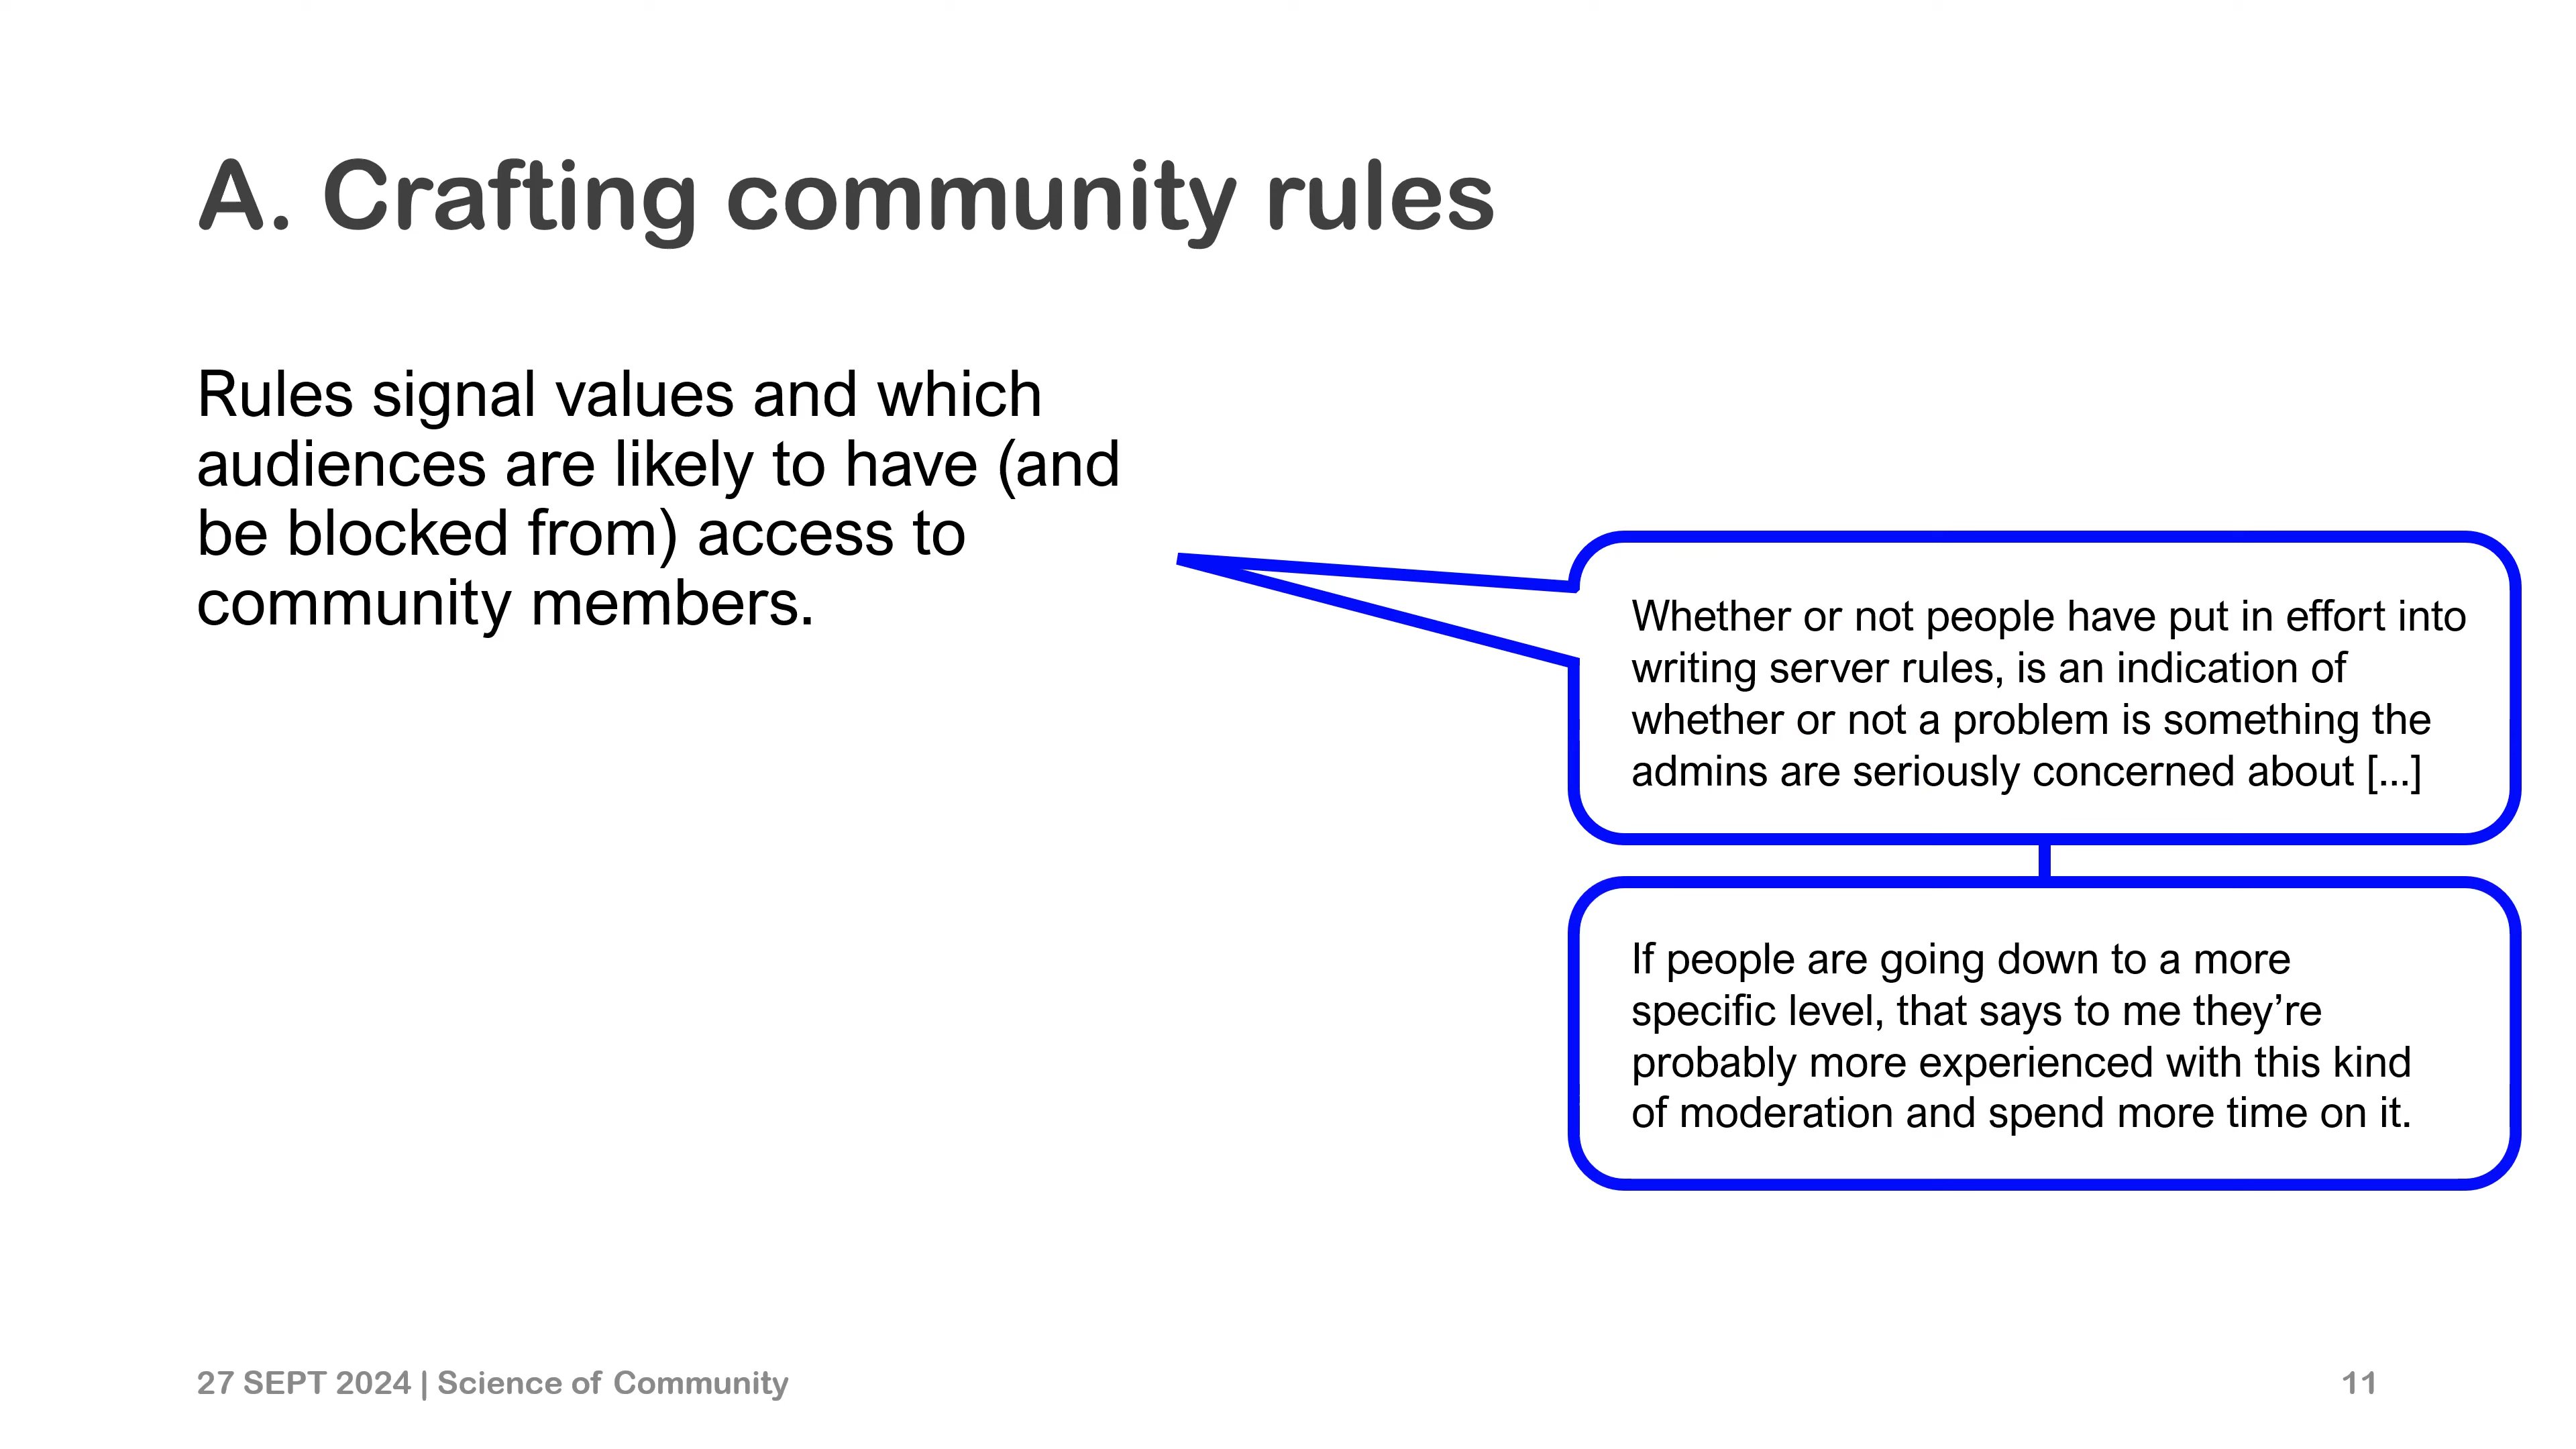 A. Crafting community rules
Rules signal values and which
audiences are likely to have (and
be blocked from) access to
community members.
Whether or not people have put in effort into
writing server rules, is an indication of
whether or not a problem is something the
admins are seriously concerned about [...]
If people are going down to a more
specific level, that says to me they’re
probably more experienced with this kind
of moderation and spend more time on it.
27 SEPT 2024 | Science of Community
11